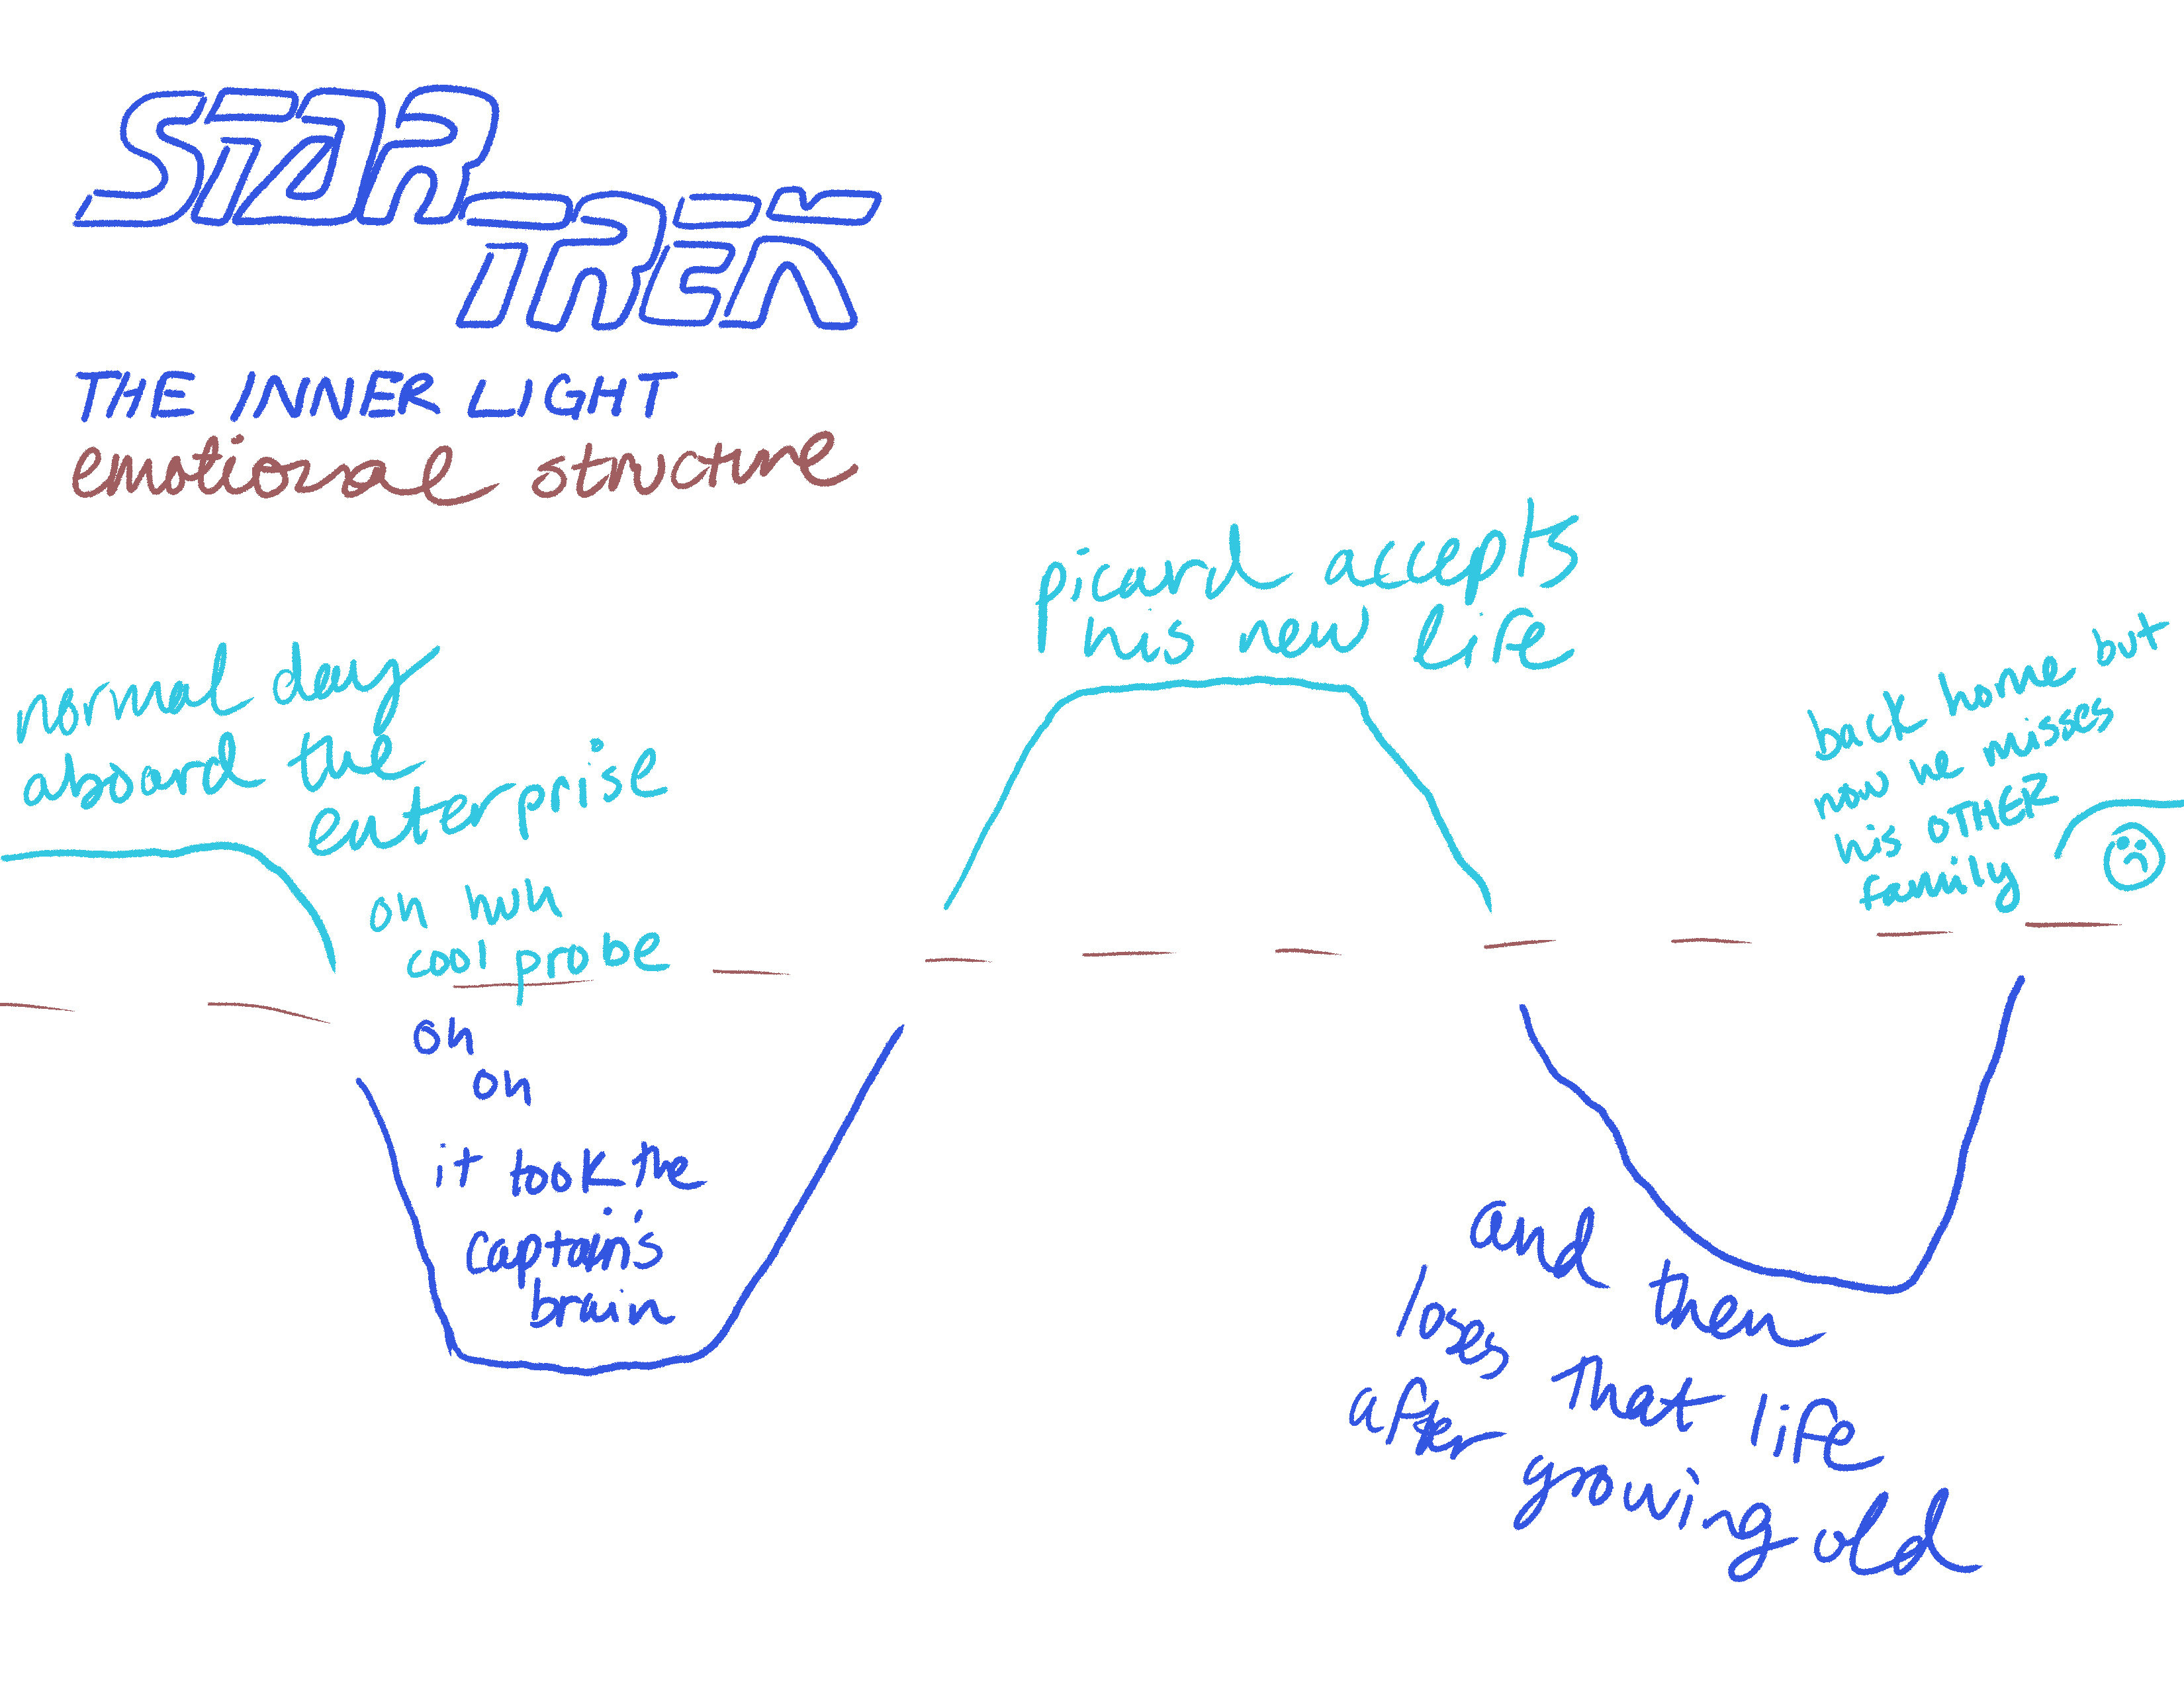 STAR
TREK
THE INNER LIGHT
emotional structure
normal day
aboard the
enterprise
oh huh
cool probe
oh
oh
it took the
captain's
brain
picard accepts
his new life
and then
loses that life
after growing old
back home but
now he misses
his OTHER
family